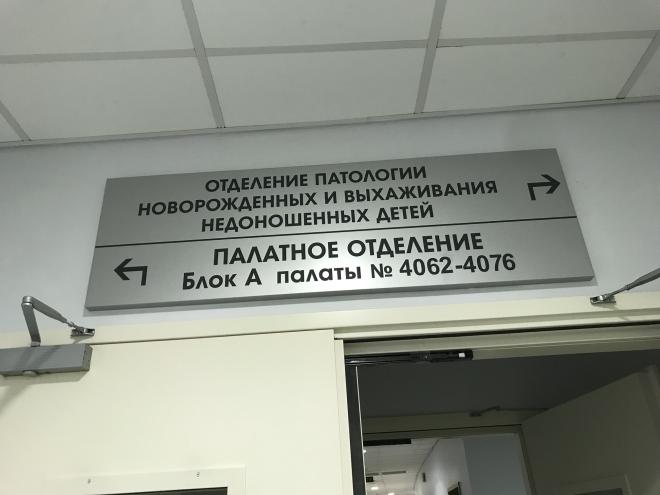 ОТДЕЛЕНИЕ ПАТОЛОГИИ
НОВОРОЖДЕННЫХ И ВЫХАЖИВАНИЯ
НЕДОНОШЕННЫХ ДЕТЕЙ
ПАЛАТНОЕ ОТДЕЛЕНИЕ
Блок А палаты № 4062-4076